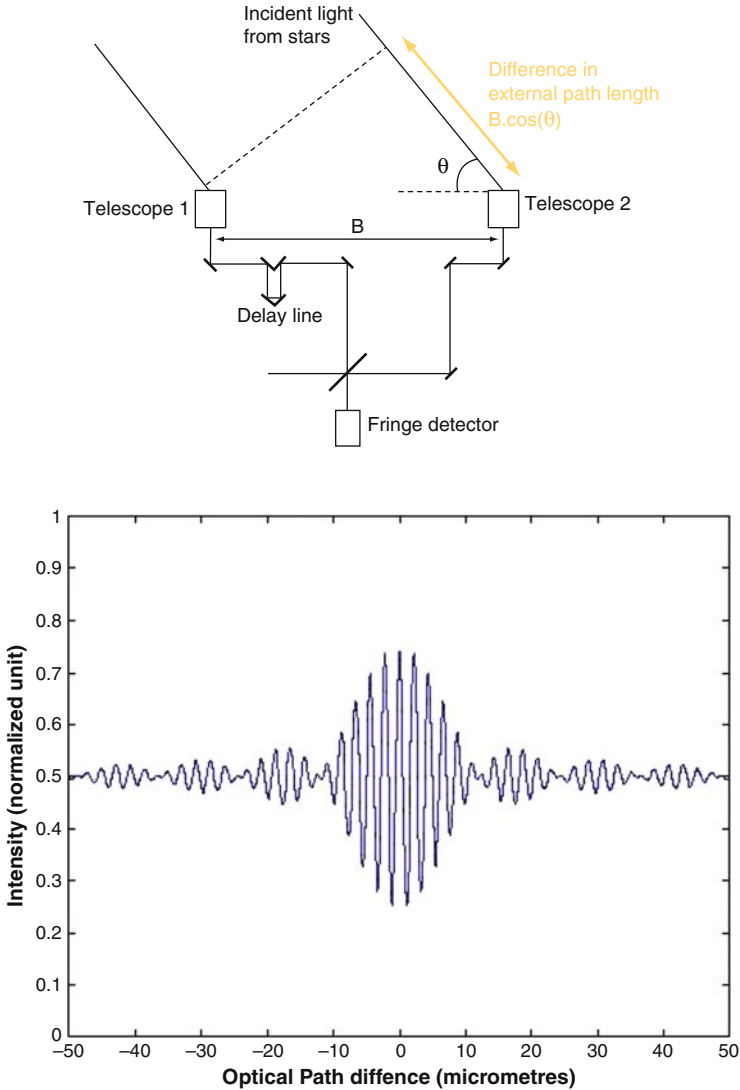 Incident light
from stars
Difference in
external path length
B.cos(θ)
θ
Telescope 1
Telescope 2
B
Delay line
Fringe detector
1
0.9
0.8
0.7
0.6
0.5
0.4
0.3
0.2
0.1
0
Intensity (normalized unit)
−50 −40 −30 −20 −10 0 10 20 30 40 50
Optical Path diffence (micrometres)